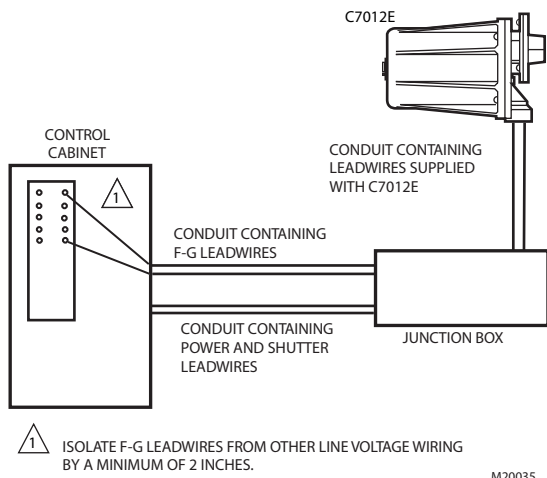 C7012E
CONTROL
CABINET
1
CONDUIT CONTAINING
LEADWIRES SUPPLIED
WITH C7012E
CONDUIT CONTAINING
F-G LEADWIRES
CONDUIT CONTAINING
POWER AND SHUTTER
LEADWIRES
JUNCTION BOX
1 ISOLATE F-G LEADWIRES FROM OTHER LINE VOLTAGE WIRING
BY A MINIMUM OF 2 INCHES.
M20035